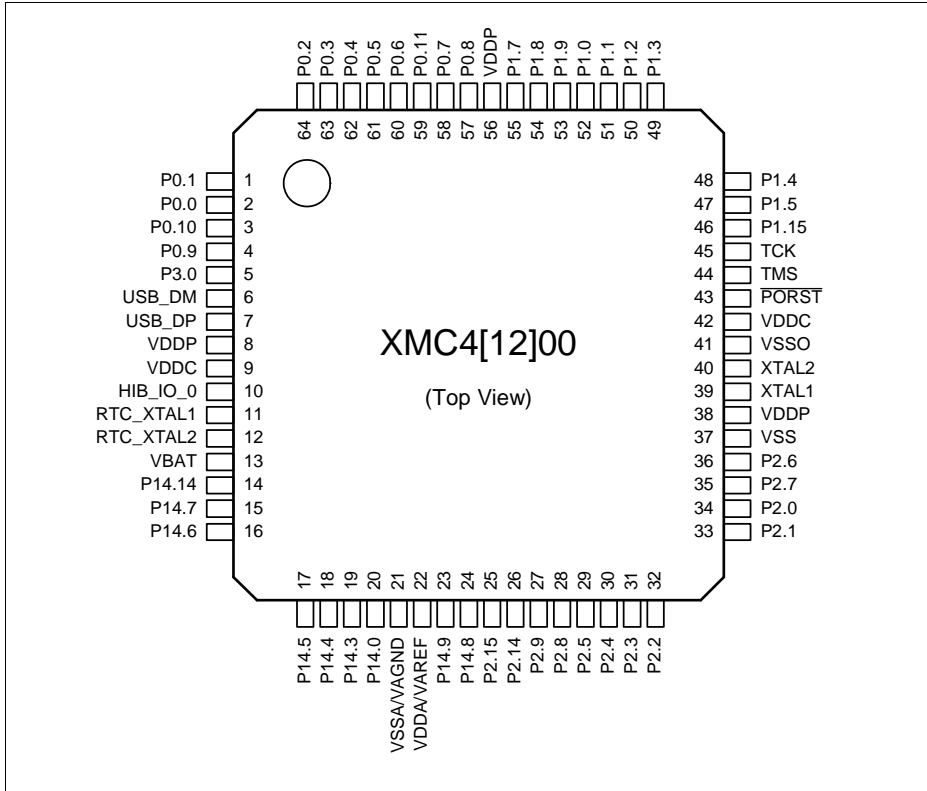 P0.2 P0.3 P0.4 P0.5 P0.6 P0.11 P0.7 P0.8 VDDP P1.7 P1.8 P1.9 P1.0 P1.1 P1.2 P1.3
64 63 62 61 60 59 58 57 56 55 54 53 52 51 50 49
P0.1 1
P0.0 2
P0.10 3
P0.9 4
P3.0 5
USB_DM 6
USB_DP 7
VDDP 8
VDDC 9
HIB_IO_0 10
RTC_XTAL1 11
RTC_XTAL2 12
VBAT 13
P14.14 14
P14.7 15
P14.6 16
XMC4[12]00
(Top View)
48 P1.4
47 P1.5
46 P1.15
45 TCK
44 TMS
43 PORST
42 VDDC
41 VSSO
40 XTAL2
39 XTAL1
38 VDDP
37 VSS
36 P2.6
35 P2.7
34 P2.0
33 P2.1
17 18 19 20 21 22 23 24 25 26 27 28 29 30 31 32
P14.5 P14.4 P14.3 P14.0 VSSA/VAGND VDDA/VAREF P14.9 P14.8 P2.15 P2.14 P2.9 P2.8 P2.5 P2.4 P2.3 P2.2